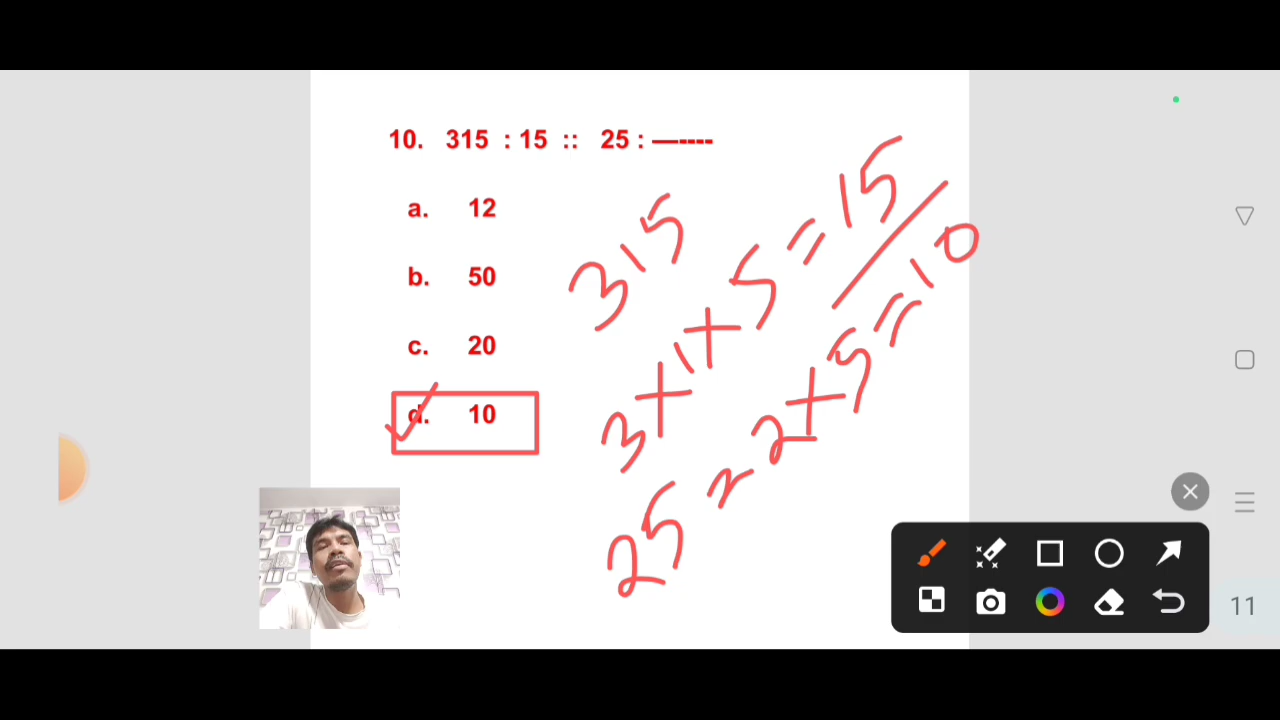 10. 315 : 15 :: 25 : —----
a. 12
b. 50
c. 20
d. 10
315
3+1+5=15
25=2+5=10
11